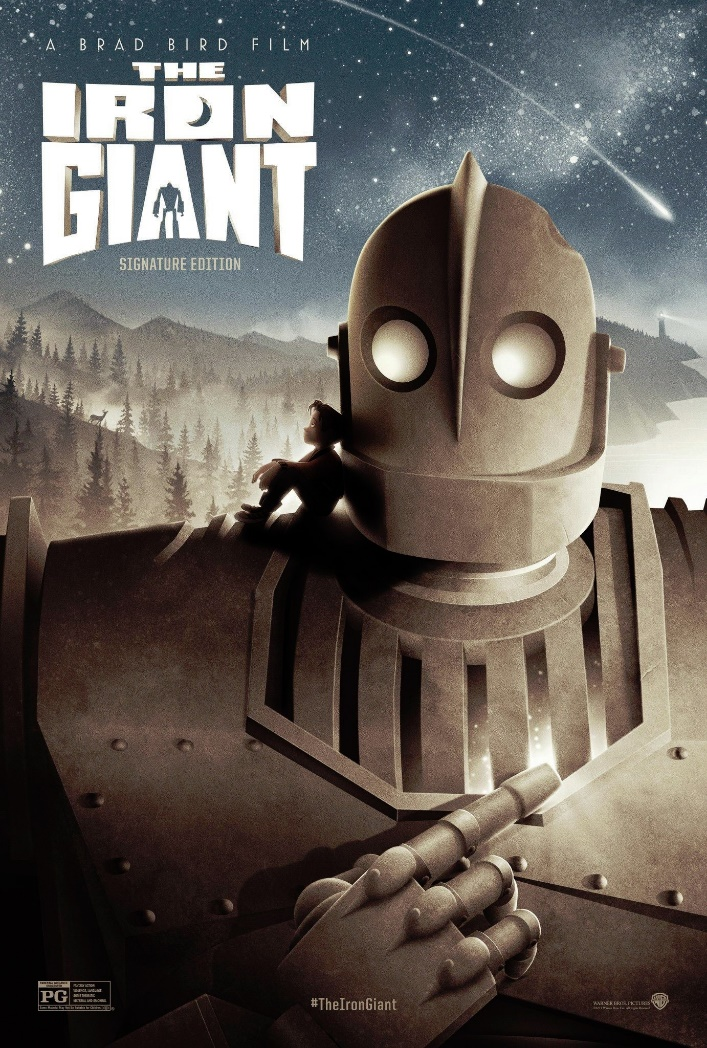 A BRAD BIRD FILM
THE
IRON
GIANT
SIGNATURE EDITION
PG
#TheIronGiant
WARNER BROS. PICTURES